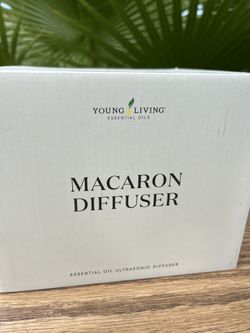 YOUNG LIVING®
ESSENTIAL OILS
MACARON
DIFFUSER
ESSENTIAL OIL ULTRASONIC DIFFUSER